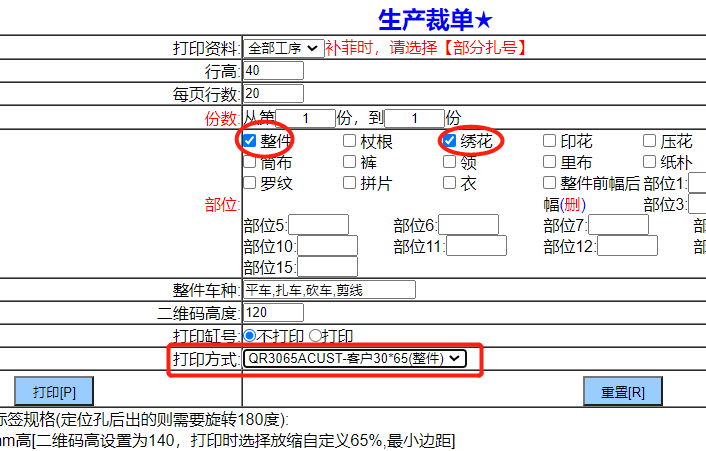 生产裁单★
打印资料: 全部工序 补菲时，请选择【部分扎号】
行高: 40
每页行数: 20
份数: 从第 1 份，到 1 份
整件 杖根 绣花 印花 压花
筒布 裤 领 里布 纸朴
罗纹 拼片 衣 整件前幅后 部位1:
部位: 幅(删) 部位3:
部位5: 部位6: 部位7:
部位10: 部位11: 部位12:
部位15:
整件车种: 平车,扎车,砍车,剪线
二维码高度: 120
打印缸号: 不打印 打印
打印方式: QR3065ACUST-客户30*65(整件)
打印[P] 重置[R]
标签规格(定位孔后出的则需要旋转180度):
nm高[二维码高设置为140，打印时选择放缩自定义65%,最小边距]